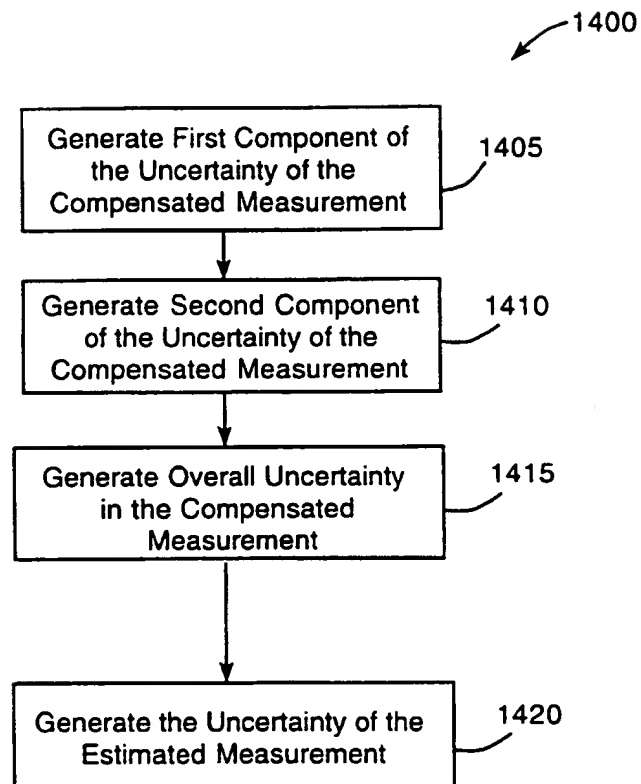 1400
Generate First Component of
the Uncertainty of the
Compensated Measurement
1405
Generate Second Component
of the Uncertainty of the
Compensated Measurement
1410
Generate Overall Uncertainty
in the Compensated
Measurement
1415
Generate the Uncertainty of the
Estimated Measurement
1420